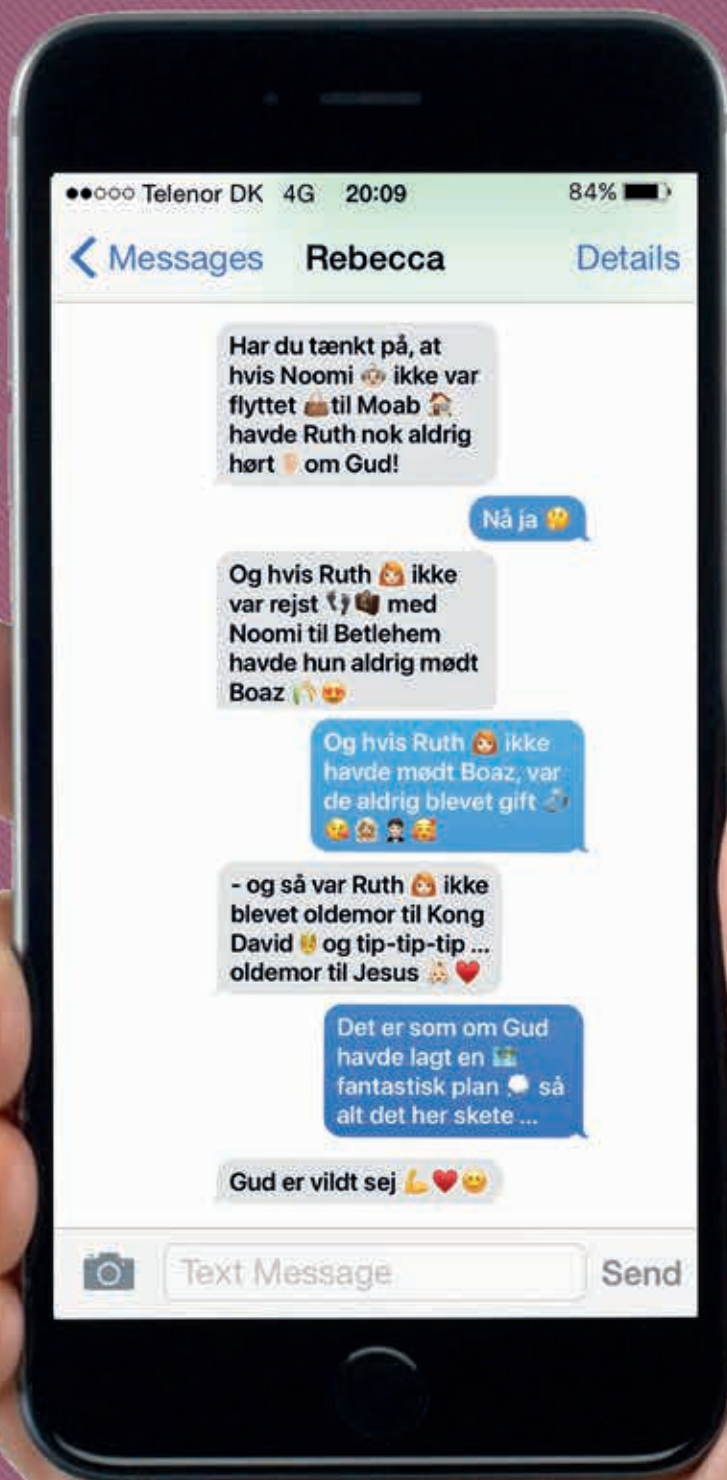 Telenor DK 4G 20:09 84%
Messages Rebecca Details
Har du tænkt på, at
hvis Noomi 👵 ikke var
flyttet 👜 til Moab 🏠
havde Ruth nok aldrig
hørt 👂 om Gud!
Nå ja 🤔
Og hvis Ruth 👩‍🦰 ikke
var rejst 👣🧳 med
Noomi til Betlehem
havde hun aldrig mødt
Boaz 🌾😍
Og hvis Ruth 👩‍🦰 ikke
havde mødt Boaz, var
de aldrig blevet gift 💍
😘👰🤵🥰
- og så var Ruth 👩‍🦰 ikke
blevet oldemor til Kong
David 🤴 og tip-tip-tip ...
oldemor til Jesus 👶❤️
Det er som om Gud
havde lagt en 🗺️
fantastisk plan 💭 så
alt det her skete ...
Gud er vildt sej 💪❤️😊
Text Message Send